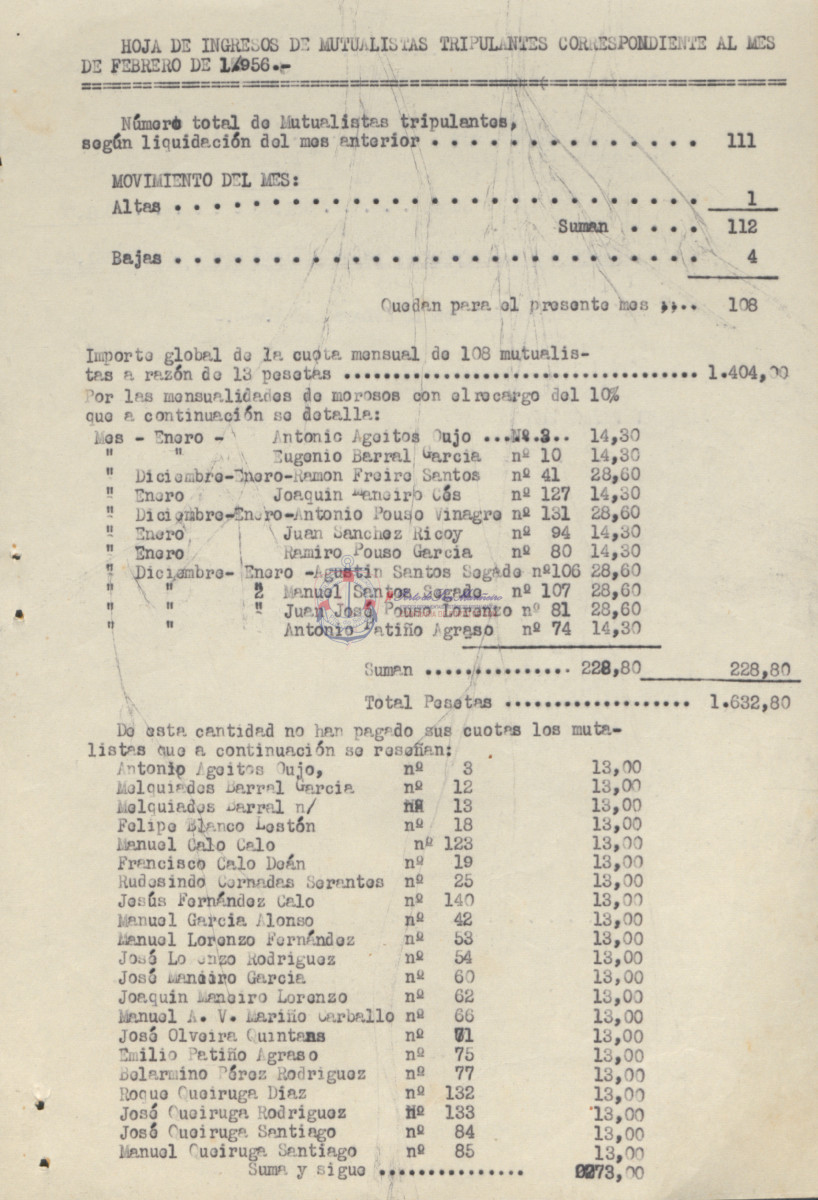 HOJA DE INGRESOS DE MUTUALISTAS TRIPULANTES CORRESPONDIENTE AL MES
DE FEBRERO DE 1.956.-
Número total de Mutualistas tripulantes,
según liquidación del mes anterior . . . . . . . . . . . . . . 111
MOVIMIENTO DEL MES:
Altas . . . . . . . . . . . . . . . . . . . . . . . . . . . 1
Suman . . . . 112
Bajas . . . . . . . . . . . . . . . . . . . . . . . . . . . 4
Quedan para el presente mes ,,.. 108
Importe global de la cuota mensual de 108 mutualis-
tas a razón de 13 pesetas .................................... 1.404,00
Por las mensualidades de morosos con elrecargo del 10%
que a continuación se detalla:
Mes - Enero - Antonio Ageitos Oujo ...Nº.3.. 14,30
" " Eugenio Barral Garcia nº 10 14,30
" Diciembre-Enero-Ramon Freire Santos nº 41 28,60
" Enero Joaquin Maneiro Cés nº 127 14,30
" Diciembre-Enero-Antonio Pouso Vinagre nº 131 28,60
" Enero Juan Sanchez Ricoy nº 94 14,30
" Enero Ramiro Pouso Garcia nº 80 14,30
" Diciembre- Enero -Agustin Santos Segade nº106 28,60
" " 2 Manuel Santos Segade nº 107 28,60
" " " Juan José Pouso Lorenzo nº 81 28,60
" " Antonio Patiño Agraso nº 74 14,30
Suman ............... 228,80 228,80
Total Pesetas ................... 1.632,80
De esta cantidad no han pagado sus cuotas los muta-
listas que a continuación se reseñan:
Antonio Ageitos Oujo, nº 3 13,00
Melquiades Barral Garcia nº 12 13,00
Melquiades Barral n/ nº 13 13,00
Felipe Blanco Lestón nº 18 13,00
Manuel Calo Calo nº 123 13,00
Francisco Calo Deán nº 19 13,00
Rudesindo Cernadas Serantes nº 25 13,00
Jesús Fernández Calo nº 140 13,00
Manuel Garcia Alonso nº 42 13,00
Manuel Lorenzo Fernández nº 53 13,00
José Lo enzo Rodriguez nº 54 13,00
José Maneiro Garcia nº 60 13,00
Joaquin Maneiro Lorenzo nº 62 13,00
Manuel A. V. Mariño Carballo nº 66 13,00
José Olveira Quintans nº 71 13,00
Emilio Patiño Agraso nº 75 13,00
Belarmino Pérez Rodriguez nº 77 13,00
Roque Queiruga Diaz nº 132 13,00
José Queiruga Rodriguez nº 133 13,00
José Queiruga Santiago nº 84 13,00
Manuel Queiruga Santiago nº 85 13,00
Suma y sigue ............... 273,00